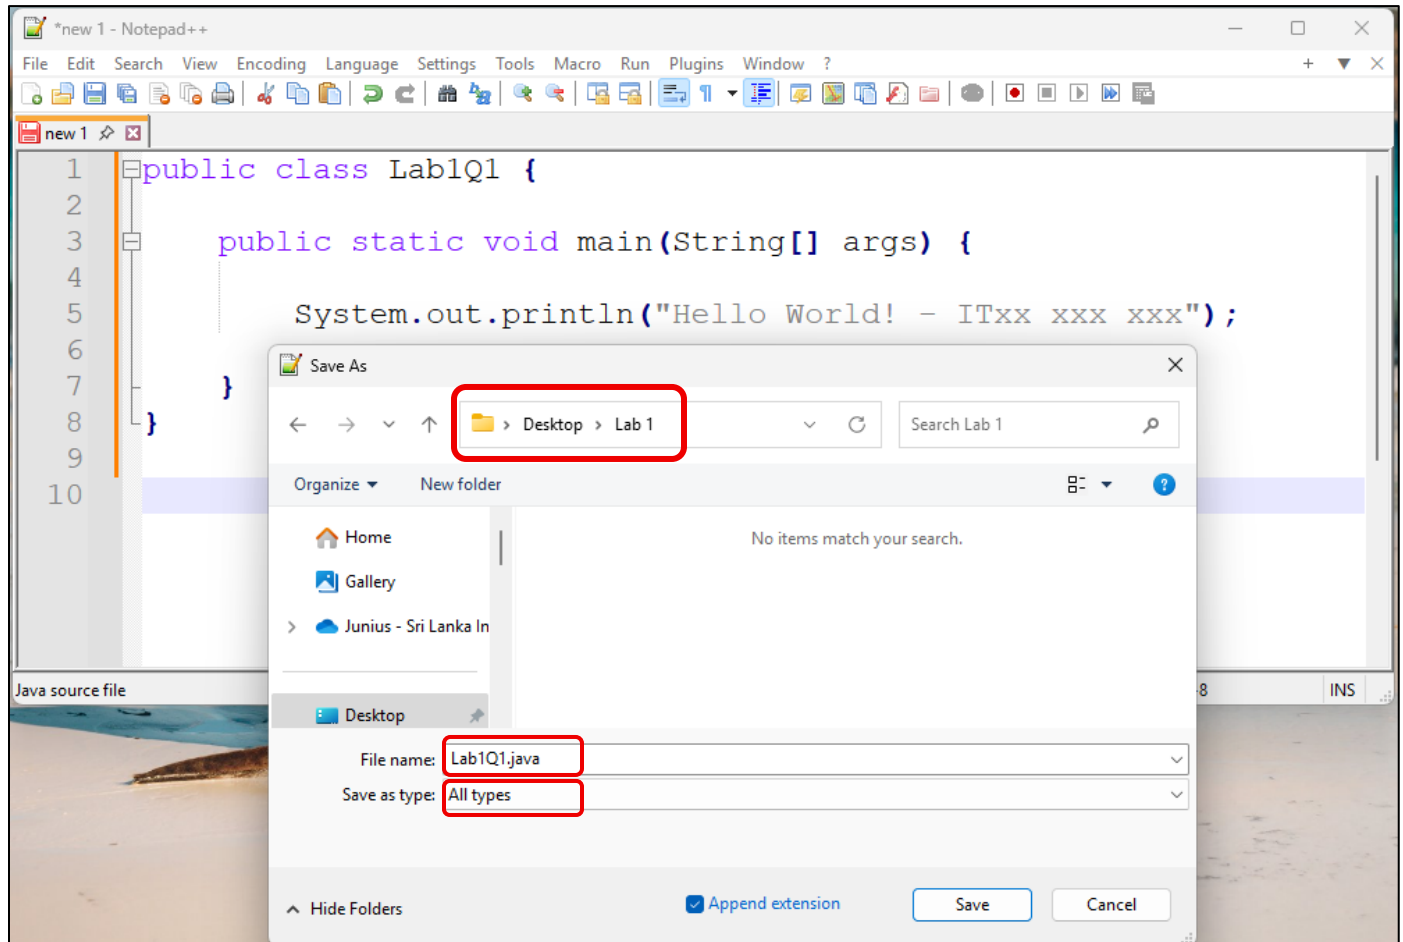 *new 1 - Notepad++
File Edit Search View Encoding Language Settings Tools Macro Run Plugins Window ?
new 1
1 public class Lab1Q1 {
2
3 public static void main(String[] args) {
4
5 System.out.println("Hello World! - ITxx xxx xxx");
6
7 }
8 }
9
10
Save As
Desktop > Lab 1
Search Lab 1
Organize
New folder
Home
No items match your search.
Gallery
Junius - Sri Lanka In
Desktop
File name: Lab1Q1.java
Save as type: All types
Hide Folders
Append extension
Save
Cancel
Java source file
-8
INS